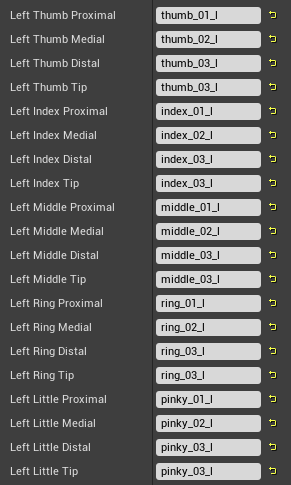 Left Thumb Proximal thumb_01_l
Left Thumb Medial thumb_02_l
Left Thumb Distal thumb_03_l
Left Thumb Tip thumb_03_l
Left Index Proximal index_01_l
Left Index Medial index_02_l
Left Index Distal index_03_l
Left Index Tip index_03_l
Left Middle Proximal middle_01_l
Left Middle Medial middle_02_l
Left Middle Distal middle_03_l
Left Middle Tip middle_03_l
Left Ring Proximal ring_01_l
Left Ring Medial ring_02_l
Left Ring Distal ring_03_l
Left Ring Tip ring_03_l
Left Little Proximal pinky_01_l
Left Little Medial pinky_02_l
Left Little Distal pinky_03_l
Left Little Tip pinky_03_l